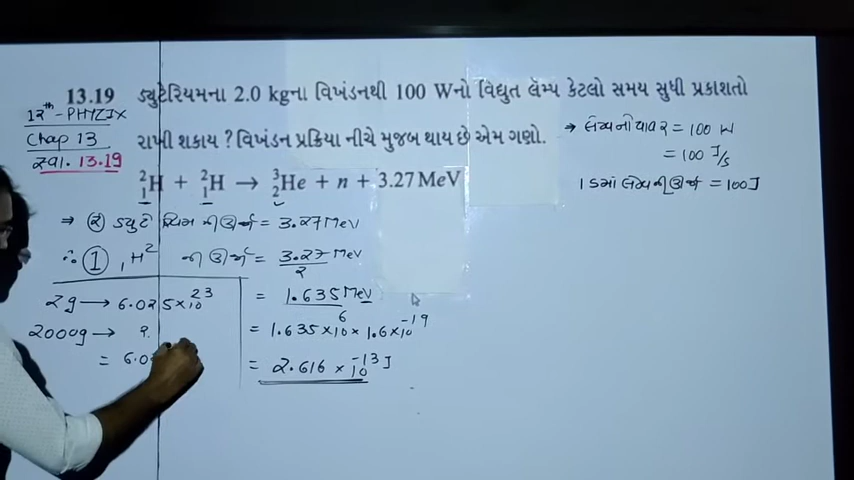 13.19 ડ્યુટેરિયમના 2.0 kgના વિખંડનથી 100 Wનો વિદ્યુત લૅમ્પ કેટલો સમય સુધી પ્રકાશતો
રાખી શકાય ? વિખંડન પ્રક્રિયા નીચે મુજબ થાય છે એમ ગણો.
²₁H + ²₁H → ³₂He + n + 3.27 MeV
12th - PHYZIX
Chap 13
સ્વા. 13.19
⇒ ② ડ્યુટેરિયમ ની ઊર્જા = 3.27 MeV
∴ ① ₁H² ની ઊર્જા = 3.27 MeV / 2
= 1.635 MeV
= 1.635 × 10⁶ × 1.6 × 10⁻¹⁹
= 2.616 × 10⁻¹³ J
2g → 6.025 × 10²³
2000g → ?
= 6.0
→ લેમ્પનો પાવર = 100 W
= 100 J/s
1 s માં લેમ્પની ઊર્જા = 100 J